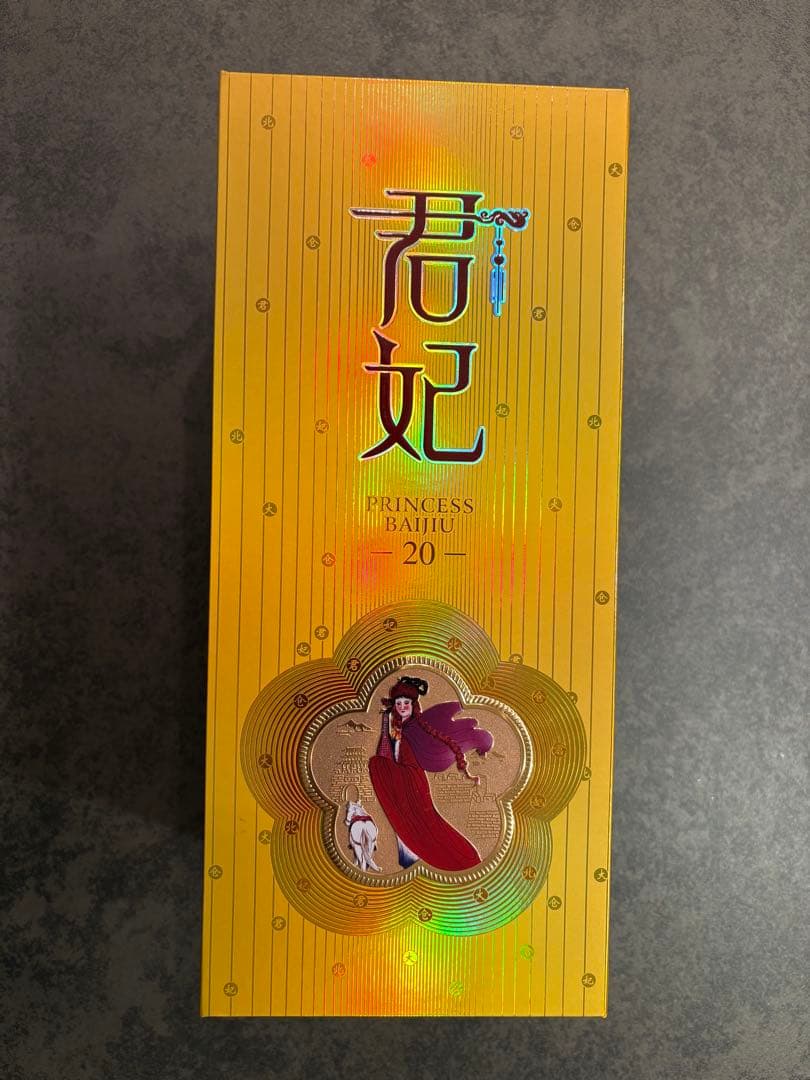 君
妃
PRINCESS
BAIJIU
— 20 —